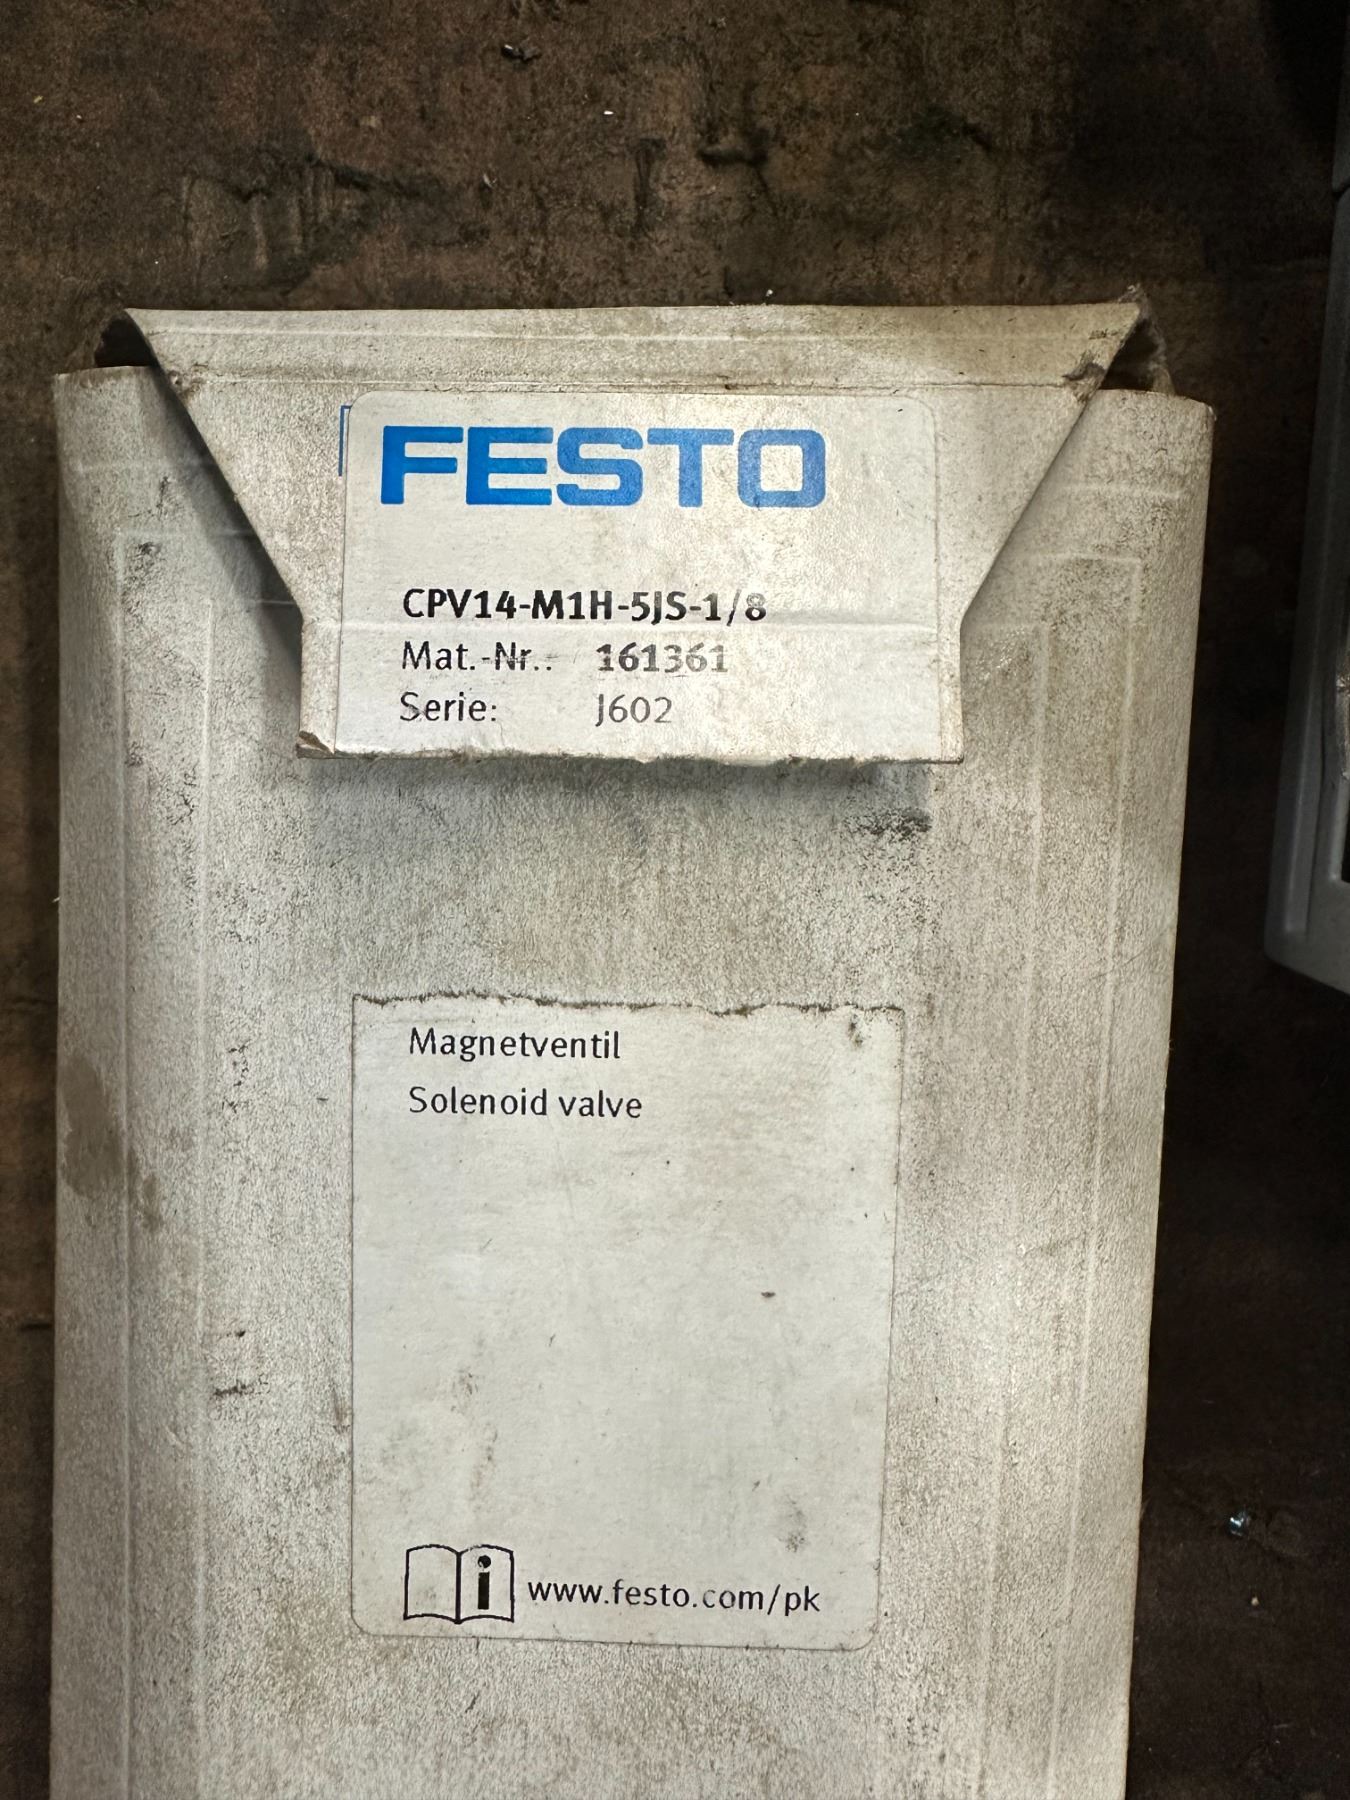 FESTO
CPV14-M1H-5JS-1/8
Mat.-Nr.: 161361
Serie: J602
Magnetventil
Solenoid valve
i www.festo.com/pk